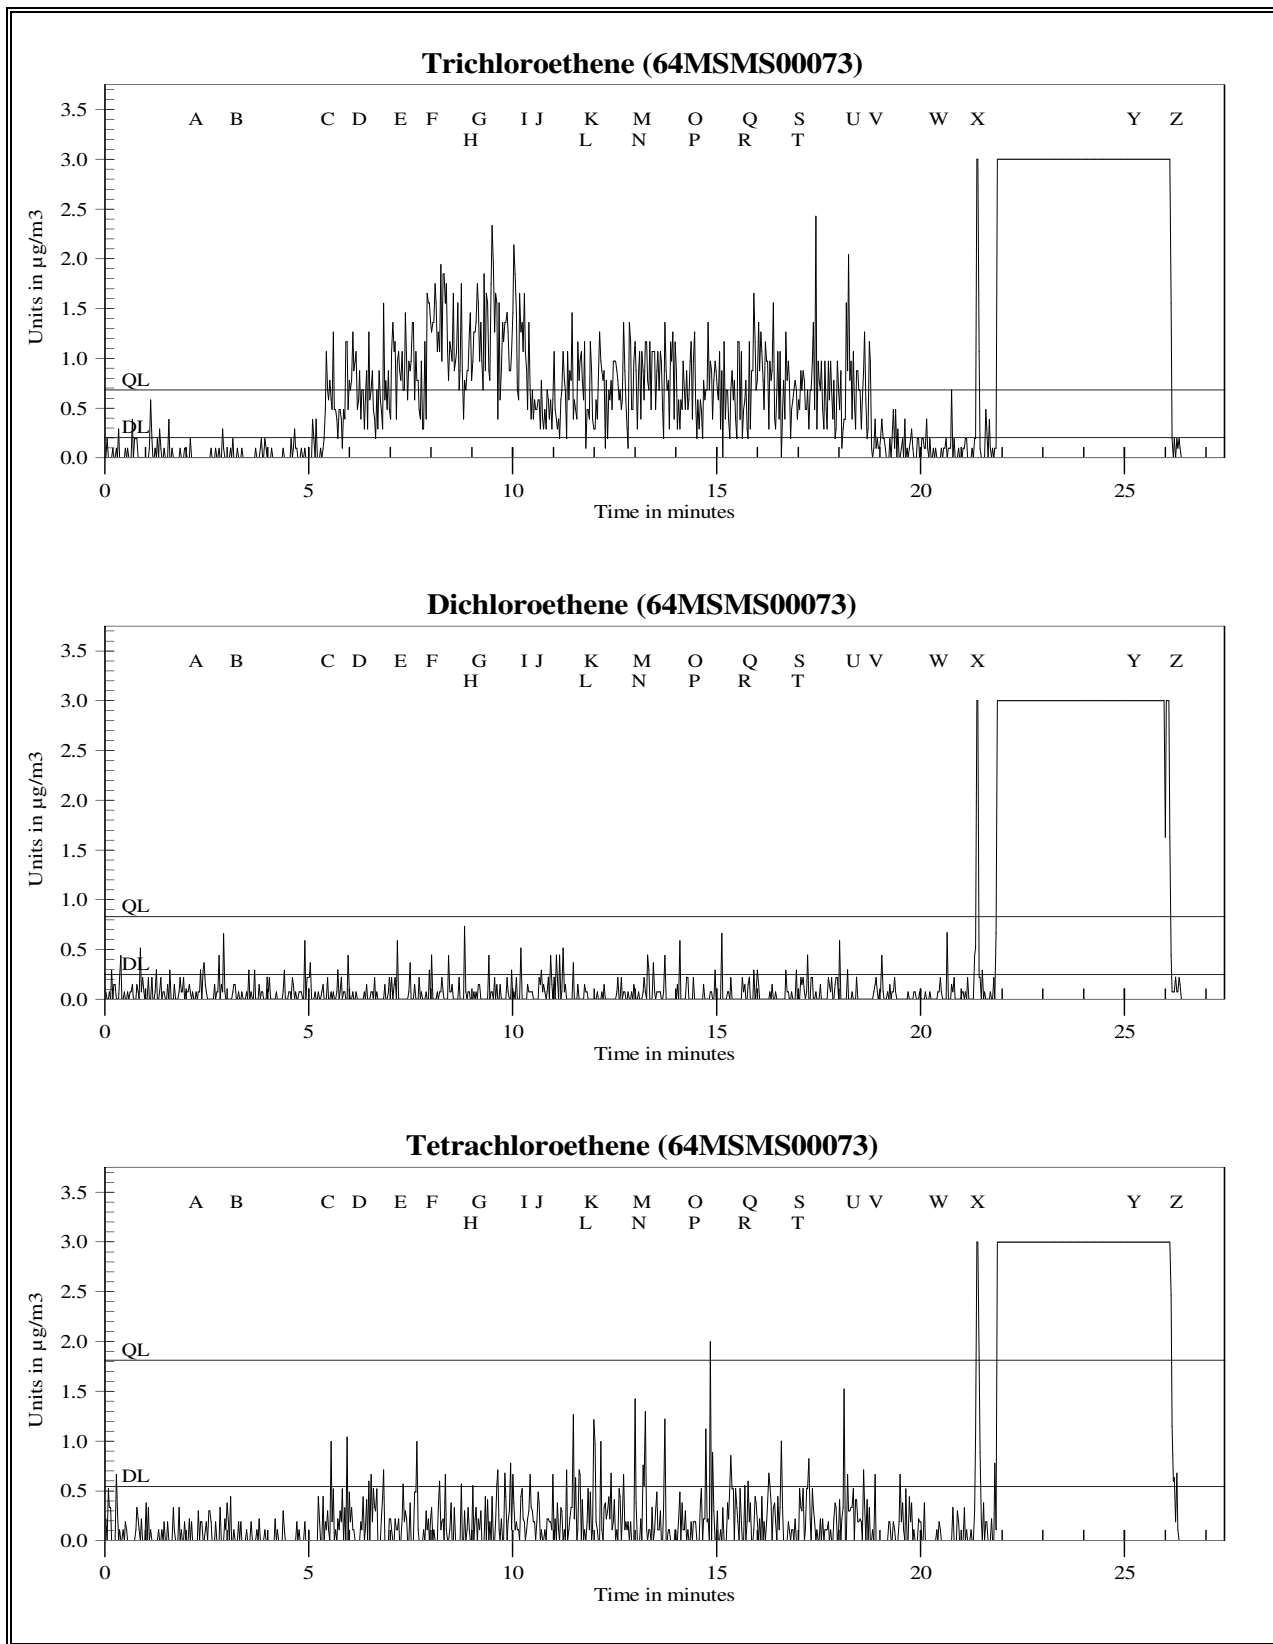 Trichloroethene (64MSMS00073)
3.5
A B C D E F G I J K M O Q S U V W X Y Z
H L N P R T
3.0
2.5
Units in µg/m3
2.0
1.5
1.0
QL
0.5
DL
0.0
0 5 10 15 20 25
Time in minutes
Dichloroethene (64MSMS00073)
3.5
A B C D E F G I J K M O Q S U V W X Y Z
H L N P R T
3.0
2.5
Units in µg/m3
2.0
1.5
1.0
QL
0.5
DL
0.0
0 5 10 15 20 25
Time in minutes
Tetrachloroethene (64MSMS00073)
3.5
A B C D E F G I J K M O Q S U V W X Y Z
H L N P R T
3.0
2.5
Units in µg/m3
2.0
QL
1.5
1.0
DL
0.5
0.0
0 5 10 15 20 25
Time in minutes